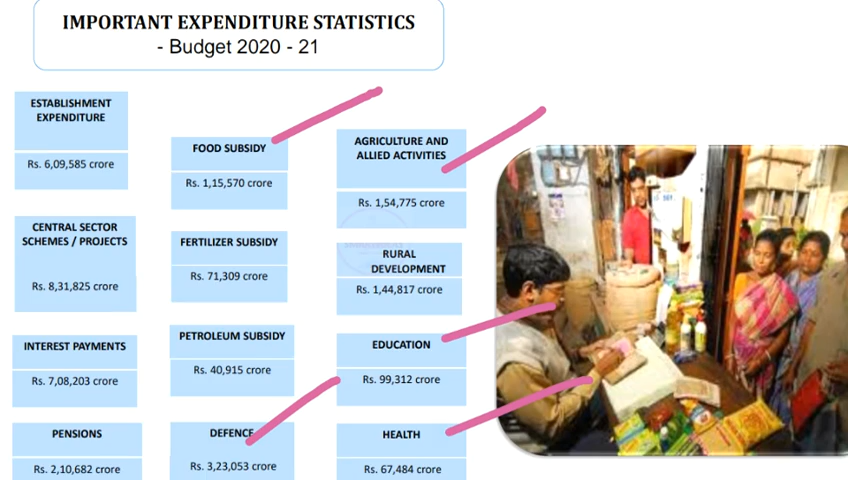 IMPORTANT EXPENDITURE STATISTICS
- Budget 2020 - 21
ESTABLISHMENT
EXPENDITURE
Rs. 6,09,585 crore
CENTRAL SECTOR
SCHEMES / PROJECTS
Rs. 8,31,825 crore
INTEREST PAYMENTS
Rs. 7,08,203 crore
PENSIONS
Rs. 2,10,682 crore
FOOD SUBSIDY
Rs. 1,15,570 crore
FERTILIZER SUBSIDY
Rs. 71,309 crore
PETROLEUM SUBSIDY
Rs. 40,915 crore
DEFENCE
Rs. 3,23,053 crore
AGRICULTURE AND
ALLIED ACTIVITIES
Rs. 1,54,775 crore
RURAL
DEVELOPMENT
Rs. 1,44,817 crore
EDUCATION
Rs. 99,312 crore
HEALTH
Rs. 67,484 crore